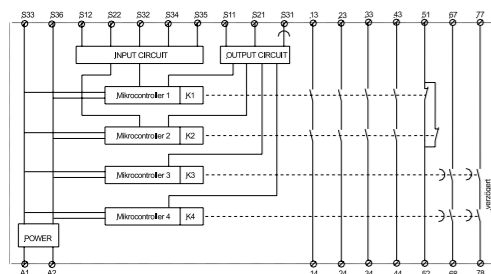 S33 S36 S12 S22 S32 S34 S35 S11 S21 S31 13 23 33 43 51 67 77
INPUT CIRCUIT OUTPUT CIRCUIT
Mikrocontroller 1 K1
Mikrocontroller 2 K2
Mikrocontroller 3 K3
verzögert
Mikrocontroller 4 K4
POWER
A1 A2 14 24 34 44 52 68 78